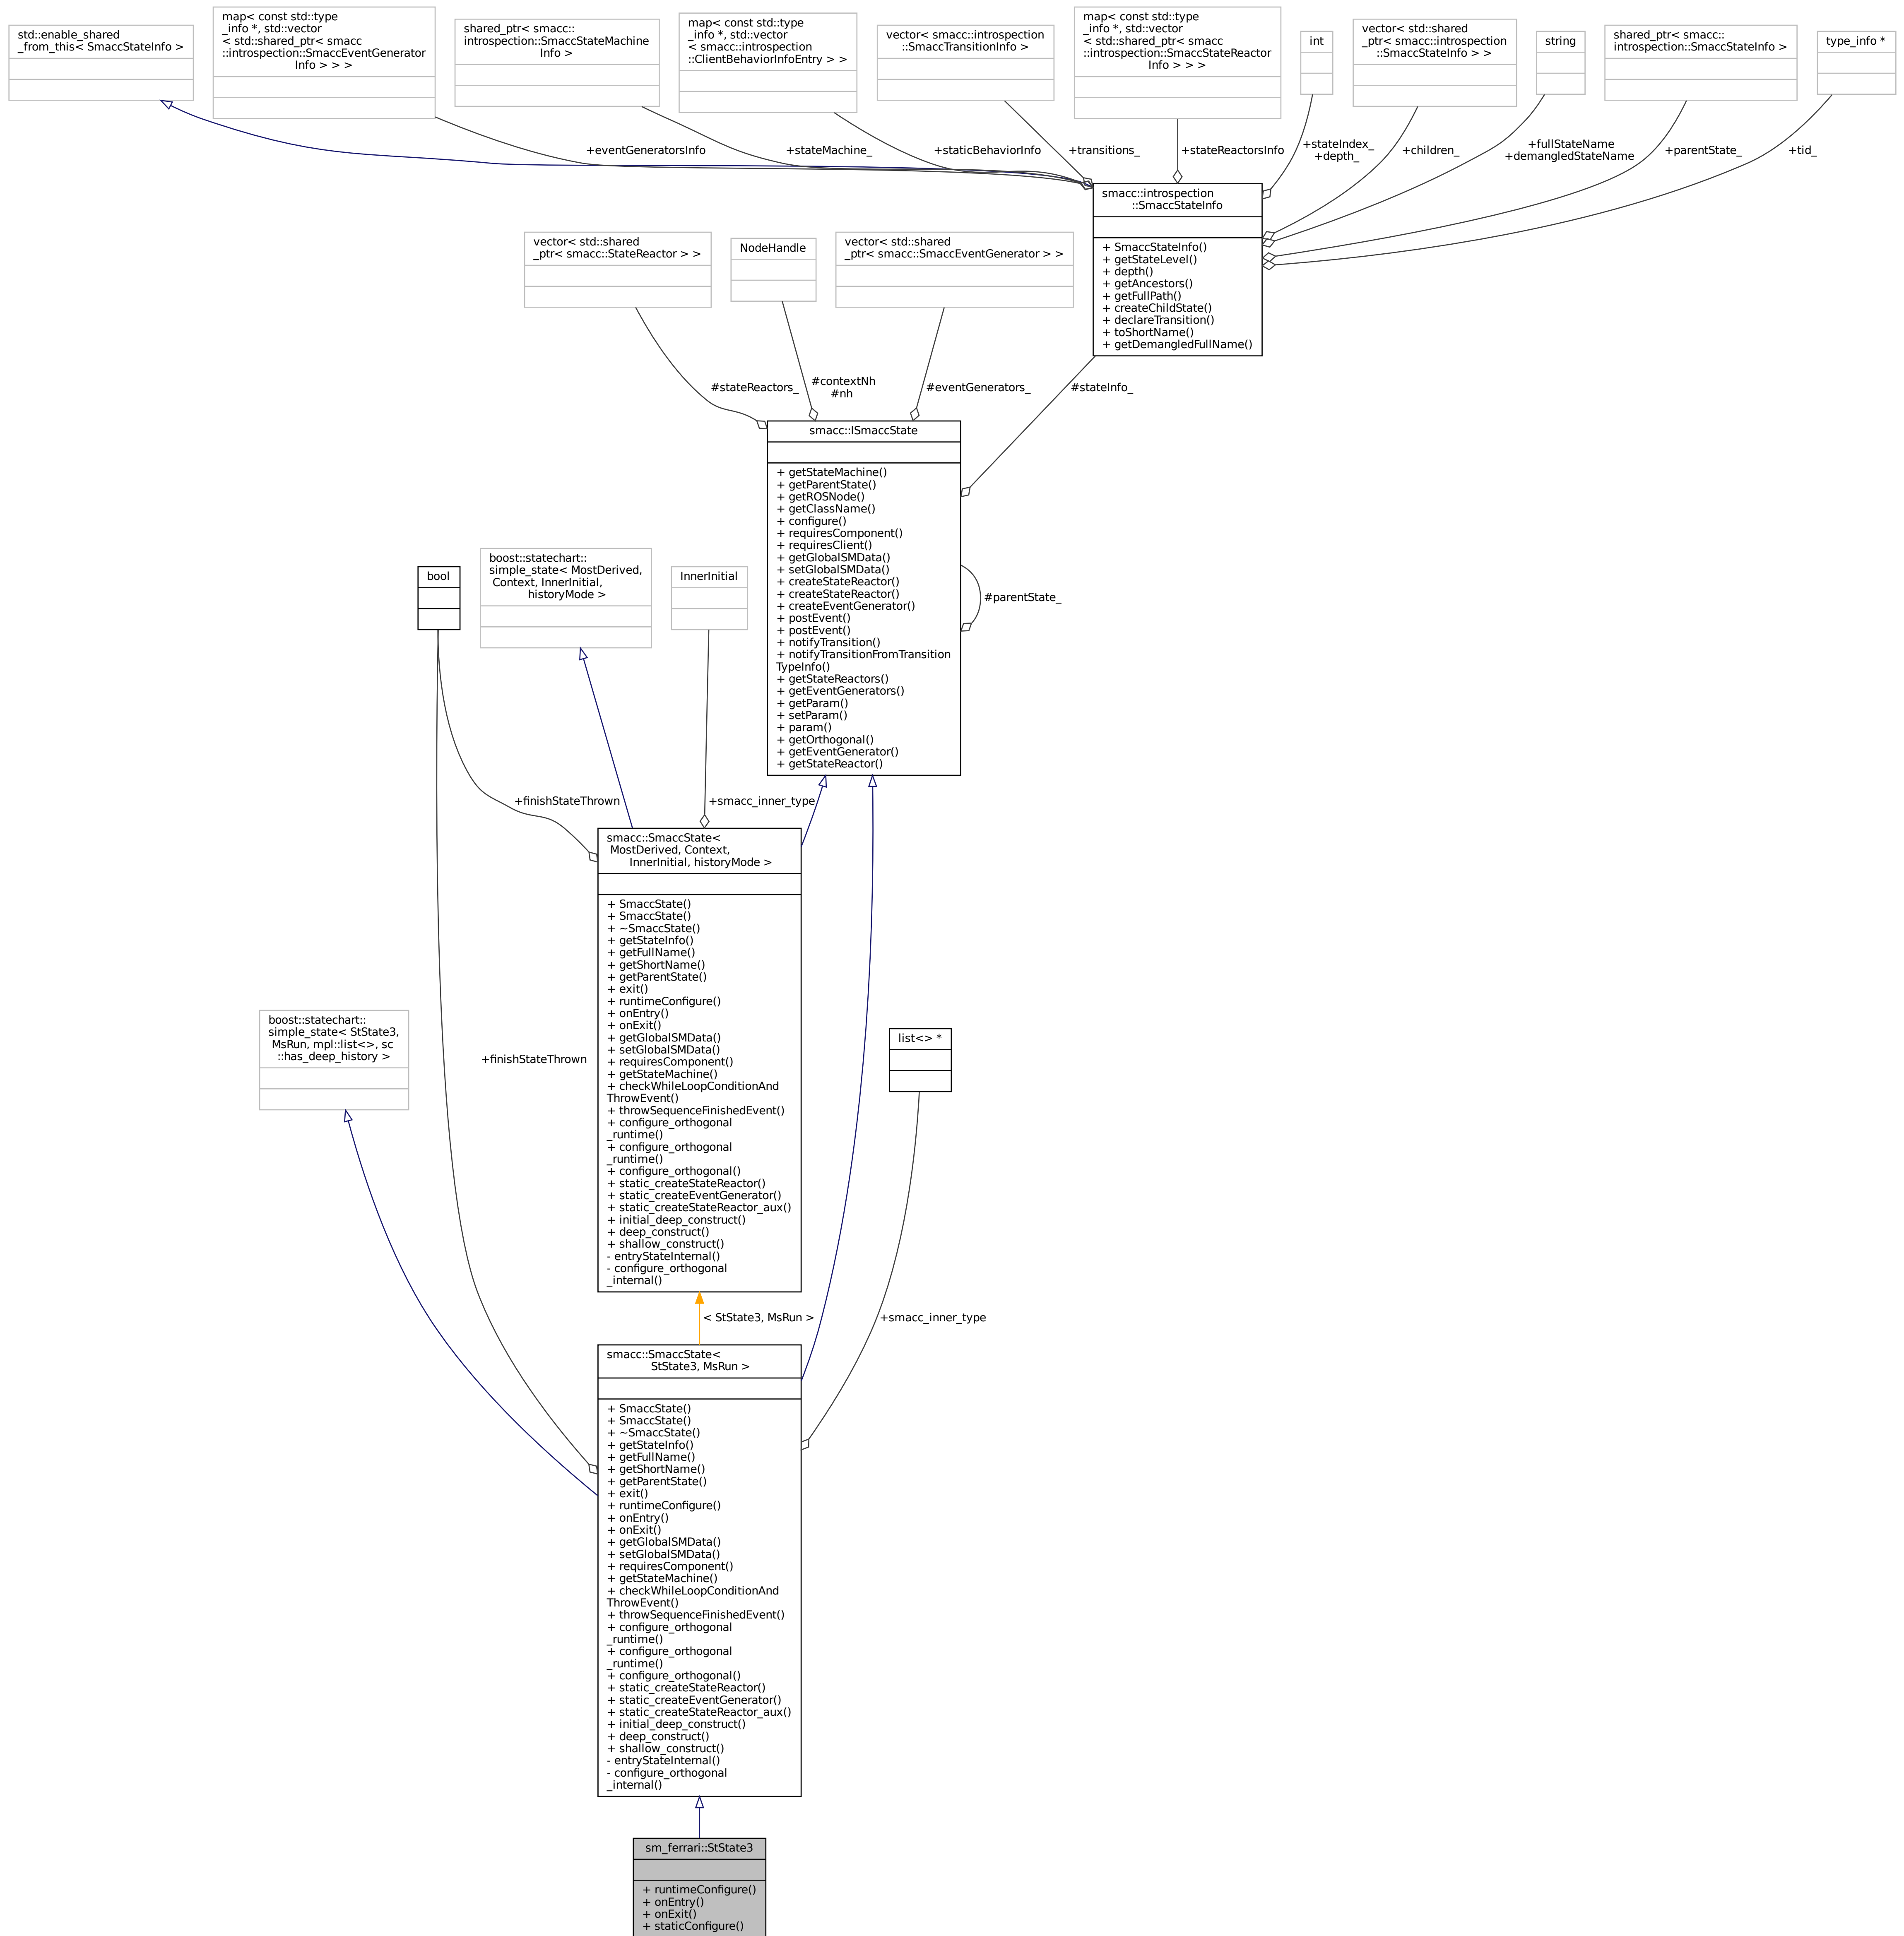 std::enable_shared
_from_this< SmaccStateInfo >
map< const std::type
_info *, std::vector
< std::shared_ptr< smacc
::introspection::SmaccEventGenerator
Info > > >
shared_ptr< smacc::
introspection::SmaccStateMachine
Info >
map< const std::type
_info *, std::vector
< smacc::introspection
::ClientBehaviorInfoEntry > >
vector< smacc::introspection
::SmaccTransitionInfo >
map< const std::type
_info *, std::vector
< std::shared_ptr< smacc
::introspection::SmaccStateReactor
Info > > >
int
vector< std::shared
_ptr< smacc::introspection
::SmaccStateInfo > >
string
shared_ptr< smacc::
introspection::SmaccStateInfo >
type_info *
+eventGeneratorsInfo
+stateMachine_
+staticBehaviorInfo
+transitions_
+stateReactorsInfo
+stateIndex_
+depth_
+children_
+fullStateName
+demangledStateName
+parentState_
+tid_
smacc::introspection
::SmaccStateInfo
+ SmaccStateInfo()
+ getStateLevel()
+ depth()
+ getAncestors()
+ getFullPath()
+ createChildState()
+ declareTransition()
+ toShortName()
+ getDemangledFullName()
vector< std::shared
_ptr< smacc::StateReactor > >
NodeHandle
vector< std::shared
_ptr< smacc::SmaccEventGenerator > >
#stateReactors_
#contextNh
#nh
#eventGenerators_
#stateInfo_
smacc::ISmaccState
+ getStateMachine()
+ getParentState()
+ getROSNode()
+ getClassName()
+ configure()
+ requiresComponent()
+ requiresClient()
+ getGlobalSMData()
+ setGlobalSMData()
+ createStateReactor()
+ createStateReactor()
+ createEventGenerator()
+ postEvent()
+ postEvent()
+ notifyTransition()
+ notifyTransitionFromTransition
TypeInfo()
+ getStateReactors()
+ getEventGenerators()
+ getParam()
+ setParam()
+ param()
+ getOrthogonal()
+ getEventGenerator()
+ getStateReactor()
#parentState_
bool
boost::statechart::
simple_state< MostDerived,
Context, InnerInitial,
historyMode >
InnerInitial
+finishStateThrown
+smacc_inner_type
smacc::SmaccState<
MostDerived, Context,
InnerInitial, historyMode >
+ SmaccState()
+ SmaccState()
+ ~SmaccState()
+ getStateInfo()
+ getFullName()
+ getShortName()
+ getParentState()
+ exit()
+ runtimeConfigure()
+ onEntry()
+ onExit()
+ getGlobalSMData()
+ setGlobalSMData()
+ requiresComponent()
+ getStateMachine()
+ checkWhileLoopConditionAnd
ThrowEvent()
+ throwSequenceFinishedEvent()
+ configure_orthogonal
_runtime()
+ configure_orthogonal
_runtime()
+ configure_orthogonal()
+ static_createStateReactor()
+ static_createEventGenerator()
+ static_createStateReactor_aux()
+ initial_deep_construct()
+ deep_construct()
+ shallow_construct()
- entryStateInternal()
- configure_orthogonal
_internal()
boost::statechart::
simple_state< StState3,
MsRun, mpl::list<>, sc
::has_deep_history >
+finishStateThrown
list<> *
< StState3, MsRun >
+smacc_inner_type
smacc::SmaccState<
StState3, MsRun >
+ SmaccState()
+ SmaccState()
+ ~SmaccState()
+ getStateInfo()
+ getFullName()
+ getShortName()
+ getParentState()
+ exit()
+ runtimeConfigure()
+ onEntry()
+ onExit()
+ getGlobalSMData()
+ setGlobalSMData()
+ requiresComponent()
+ getStateMachine()
+ checkWhileLoopConditionAnd
ThrowEvent()
+ throwSequenceFinishedEvent()
+ configure_orthogonal
_runtime()
+ configure_orthogonal
_runtime()
+ configure_orthogonal()
+ static_createStateReactor()
+ static_createEventGenerator()
+ static_createStateReactor_aux()
+ initial_deep_construct()
+ deep_construct()
+ shallow_construct()
- entryStateInternal()
- configure_orthogonal
_internal()
sm_ferrari::StState3
+ runtimeConfigure()
+ onEntry()
+ onExit()
+ staticConfigure()